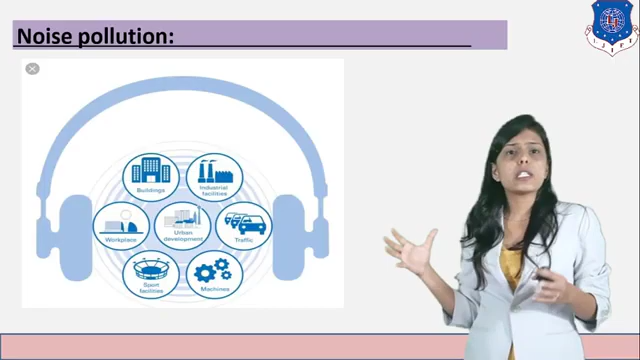 Noise pollution:
Buildings
Industrial
facilities
Workplace
Urban
development
Traffic
Sport
facilities
Machines